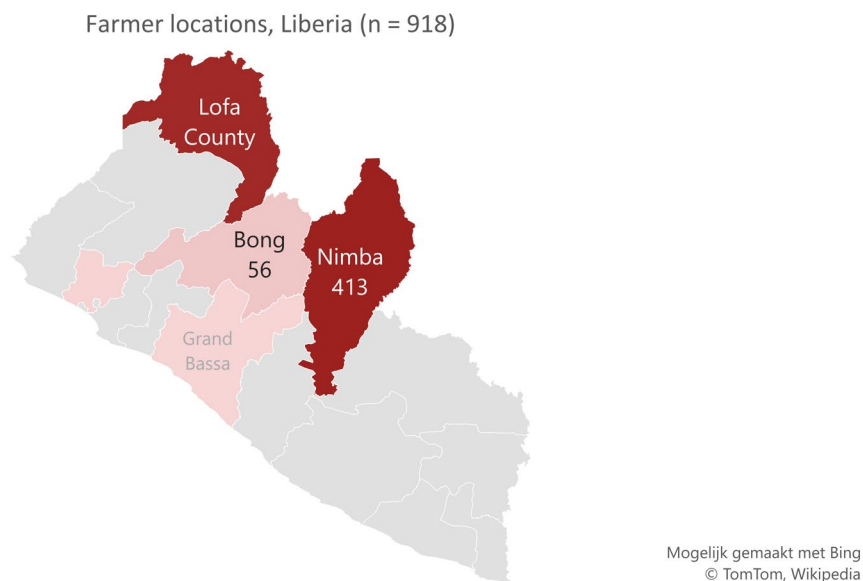 Farmer locations, Liberia (n = 918)
Lofa
County
Bong
56
Nimba
413
Grand
Bassa
Mogelijk gemaakt met Bing
© TomTom, Wikipedia